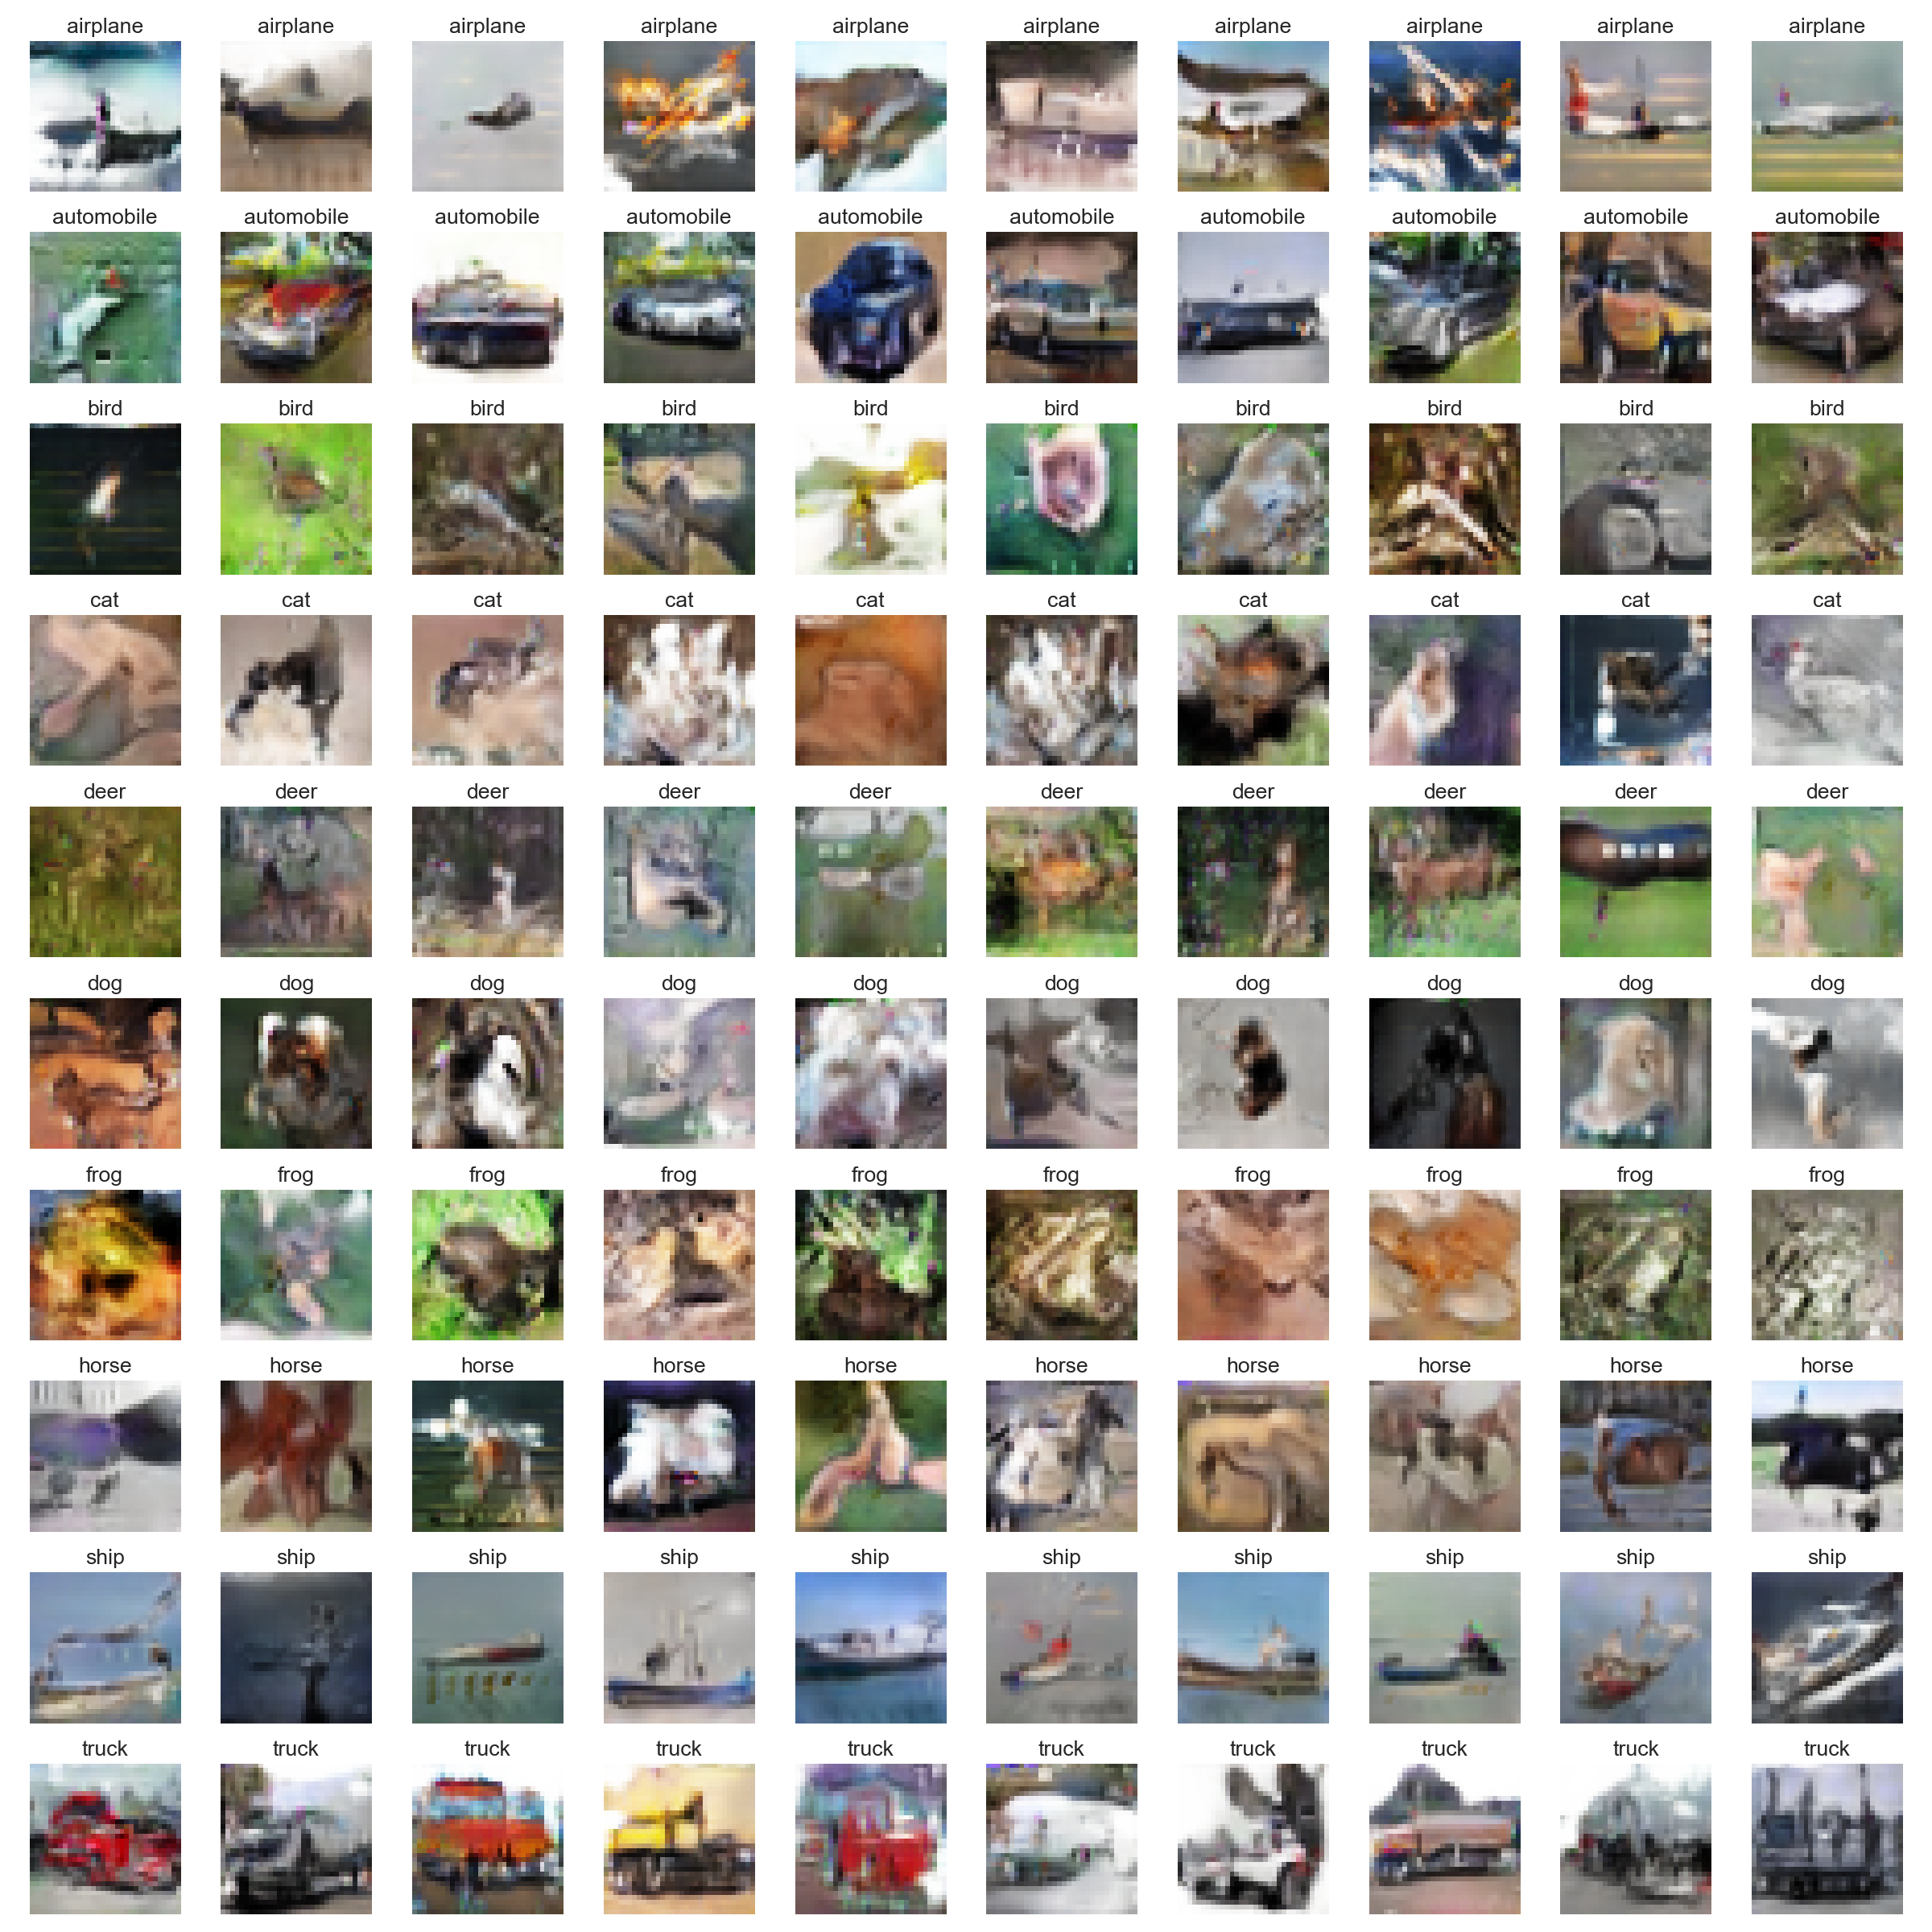 airplane airplane airplane airplane airplane airplane airplane airplane airplane airplane
automobile automobile automobile automobile automobile automobile automobile automobile automobile automobile
bird bird bird bird bird bird bird bird bird bird
cat cat cat cat cat cat cat cat cat cat
deer deer deer deer deer deer deer deer deer deer
dog dog dog dog dog dog dog dog dog dog
frog frog frog frog frog frog frog frog frog frog
horse horse horse horse horse horse horse horse horse horse
ship ship ship ship ship ship ship ship ship ship
truck truck truck truck truck truck truck truck truck truck